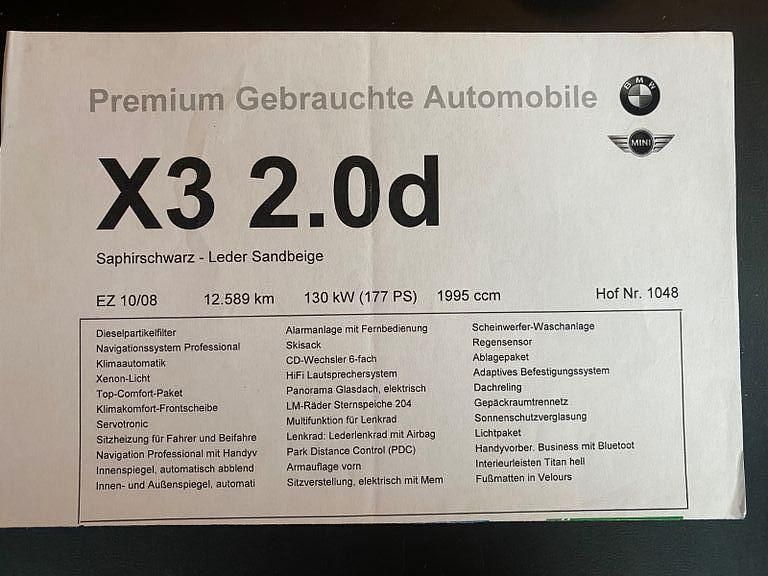 Premium Gebrauchte Automobile
BMW
MINI
X3 2.0d
Saphirschwarz - Leder Sandbeige
EZ 10/08 12.589 km 130 kW (177 PS) 1995 ccm Hof Nr. 1048
Dieselpartikelfilter
Navigationssystem Professional
Klimaautomatik
Xenon-Licht
Top-Comfort-Paket
Klimakomfort-Frontscheibe
Servotronic
Sitzheizung für Fahrer und Beifahre
Navigation Professional mit Handyv
Innenspiegel, automatisch abblend
Innen- und Außenspiegel, automati
Alarmanlage mit Fernbedienung
Skisack
CD-Wechsler 6-fach
HiFi Lautsprechersystem
Panorama Glasdach, elektrisch
LM-Räder Sternspeiche 204
Multifunktion für Lenkrad
Lenkrad: Lederlenkrad mit Airbag
Park Distance Control (PDC)
Armauflage vorn
Sitzverstellung, elektrisch mit Mem
Scheinwerfer-Waschanlage
Regensensor
Ablagepaket
Adaptives Befestigungssystem
Dachreling
Gepäckraumtrennetz
Sonnenschutzverglasung
Lichtpaket
Handyvorber. Business mit Bluetoot
Interieurleisten Titan hell
Fußmatten in Velours